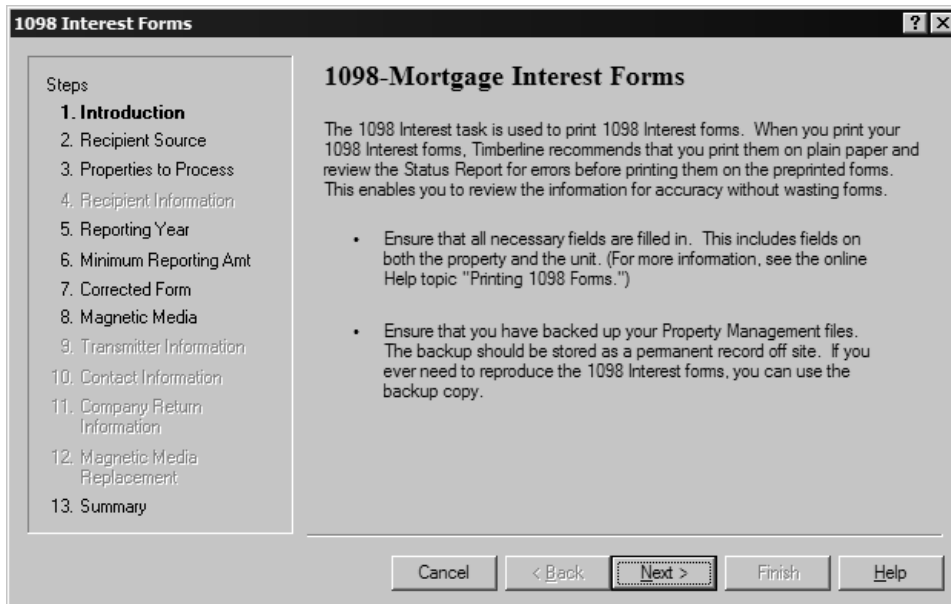 1098 Interest Forms
? ×
Steps
1. Introduction
2. Recipient Source
3. Properties to Process
4. Recipient Information
5. Reporting Year
6. Minimum Reporting Amt
7. Corrected Form
8. Magnetic Media
9. Transmitter Information
10. Contact Information
11. Company Return
Information
12. Magnetic Media
Replacement
13. Summary
1098-Mortgage Interest Forms
The 1098 Interest task is used to print 1098 Interest forms. When you print your
1098 Interest Forms, Timberline recommends that you print them on plain paper and
review the Status Report for errors before printing them on the preprinted forms.
This enables you to review the information for accuracy without wasting forms.
• Ensure that all necessary fields are filled in. This includes fields on
both the property and the unit. (For more information, see the online
Help topic "Printing 1098 Forms.")
• Ensure that you have backed up your Property Management files.
The backup should be stored as a permanent record off site. If you
ever need to reproduce the 1098 Interest forms, you can use the
backup copy.
Cancel < Back Next > Finish Help